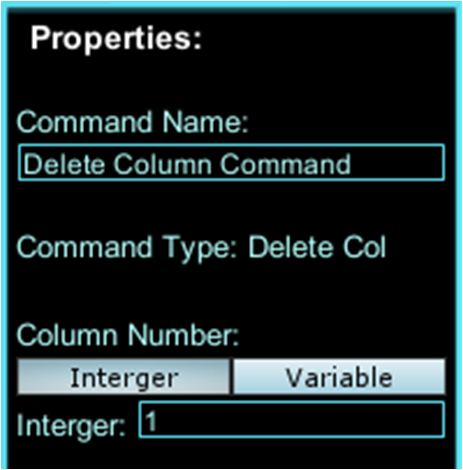 Properties:
Command Name:
Delete Column Command
Command Type: Delete Col
Column Number:
Interger Variable
Interger: 1